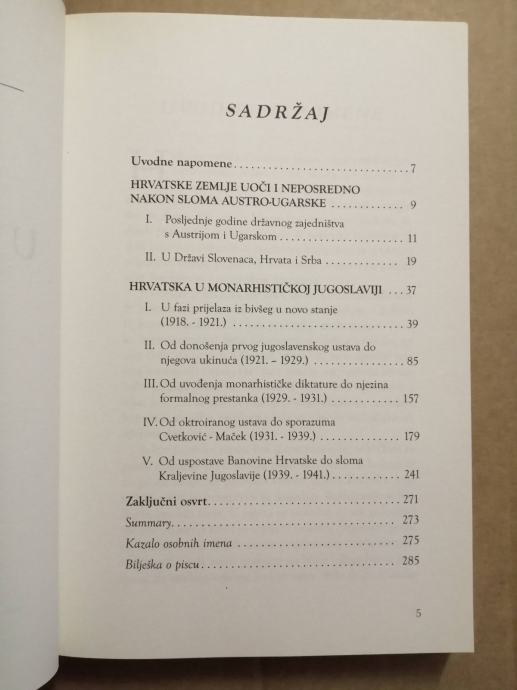 SADRŽAJ
Uvodne napomene............................... 7
HRVATSKE ZEMLJE UOČI I NEPOSREDNO
NAKON SLOMA AUSTRO-UGARSKE ............. 9
I. Posljednje godine državnog zajedništva
s Austrijom i Ugarskom ...................... 11
II. U Državi Slovenaca, Hrvata i Srba .............. 19
HRVATSKA U MONARHISTIČKOJ JUGOSLAVIJI .... 37
I. U fazi prijelaza iz bivšeg u novo stanje
(1918. - 1921.) ............................. 39
II. Od donošenja prvog jugoslavenskog ustava do
njegova ukinuća (1921. – 1929.) ................ 85
III. Od uvođenja monarhističke diktature do njezina
formalnog prestanka (1929. - 1931.) ............ 157
IV. Od oktroiranog ustava do sporazuma
Cvetković - Maček (1931. - 1939.) .............. 179
V. Od uspostave Banovine Hrvatske do sloma
Kraljevine Jugoslavije (1939. - 1941.) ............ 241
Zaključni osvrt.................................. 271
Summary....................................... 273
Kazalo osobnih imena ............................ 275
Bilješka o piscu.................................. 285
5